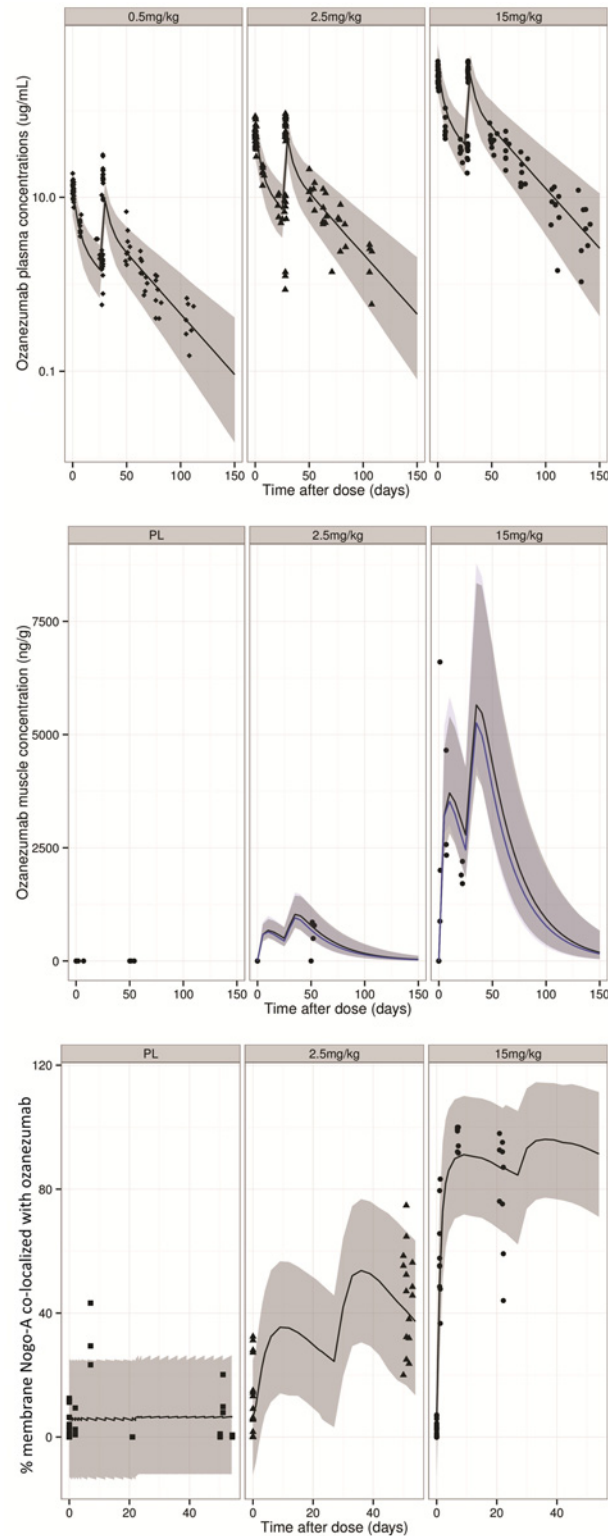 0.5mg/kg 2.5mg/kg 15mg/kg
Ozanezumab plasma concentrations (ug/mL)
10.0
0.1
0 50 100 150 0 50 100 150 0 50 100 150
Time after dose (days)
PL 2.5mg/kg 15mg/kg
Ozanezumab muscle concentration (ng/g)
7500
5000
2500
0
0 50 100 150 0 50 100 150 0 50 100 150
Time after dose (days)
PL 2.5mg/kg 15mg/kg
% membrane Nogo-A co-localized with ozanezumab
120
80
40
0
0 20 40 0 20 40 0 20 40
Time after dose (days)